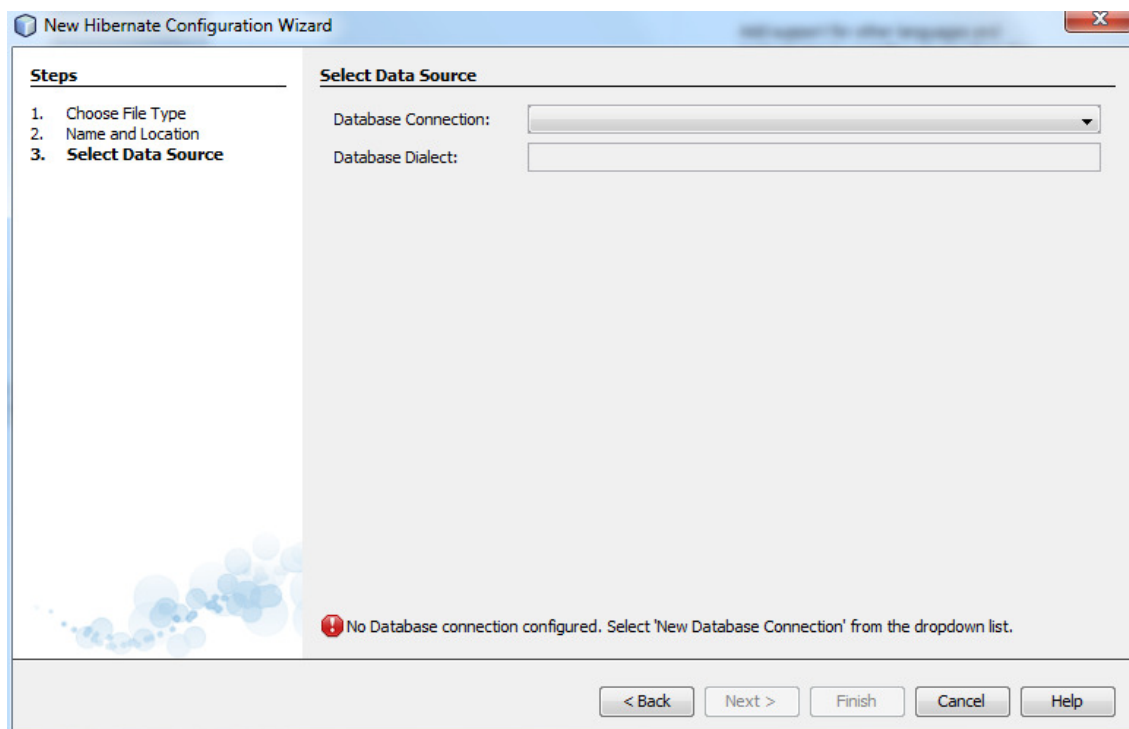 New Hibernate Configuration Wizard
Steps
1. Choose File Type
2. Name and Location
3. Select Data Source
Select Data Source
Database Connection:
Database Dialect:
No Database connection configured. Select 'New Database Connection' from the dropdown list.
< Back Next > Finish Cancel Help